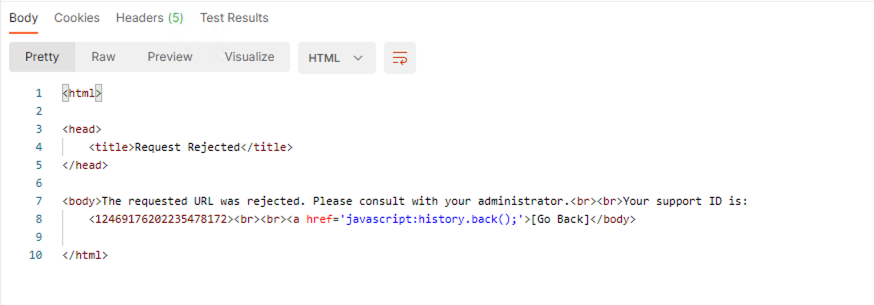 Body Cookies Headers (5) Test Results
Pretty Raw Preview Visualize HTML
1 <html>
2
3 <head>
4 <title>Request Rejected</title>
5 </head>
6
7 <body>The requested URL was rejected. Please consult with your administrator.<br><br>Your support ID is:
8 <12469176202235478172><br><br><a href='javascript:history.back();'>[Go Back]</body>
9
10 </html>